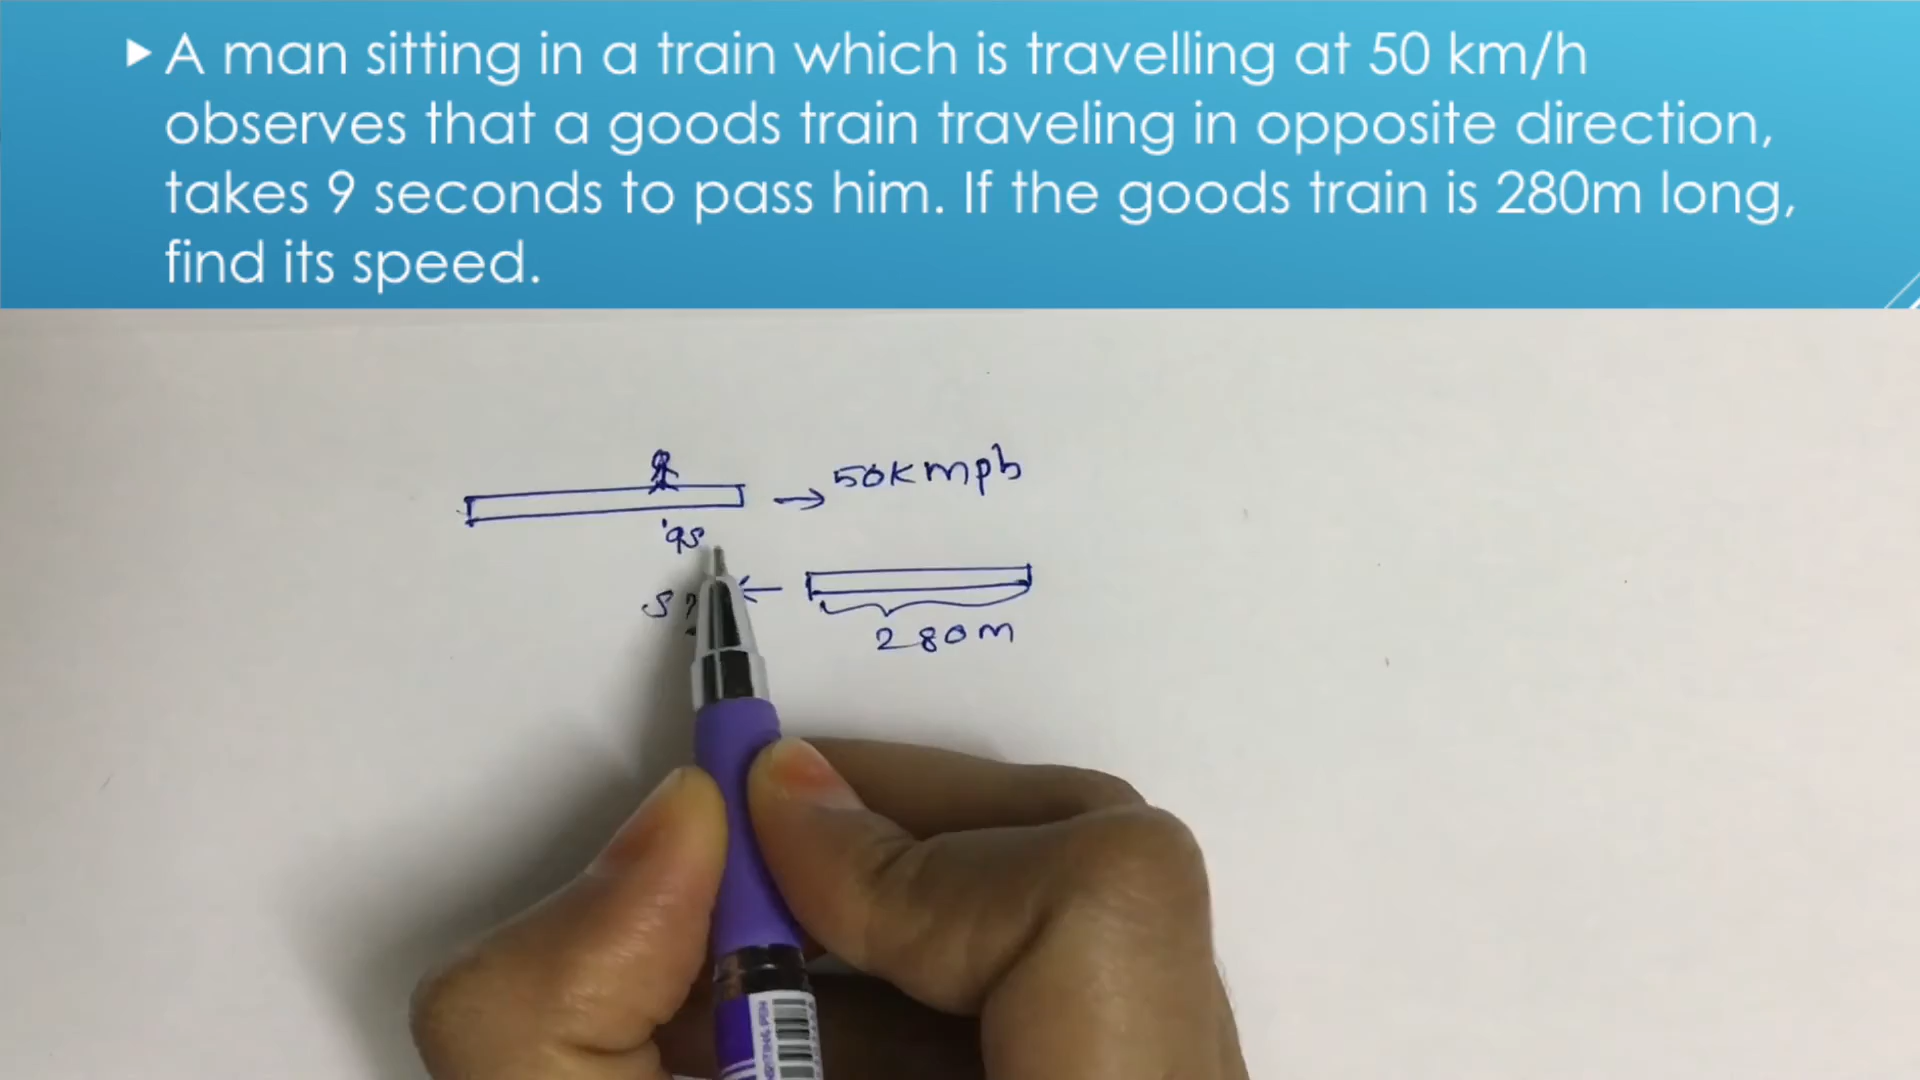 A man sitting in a train which is travelling at 50 km/h
observes that a goods train traveling in opposite direction,
takes 9 seconds to pass him. If the goods train is 280m long,
find its speed.
50kmph
9s
S ?
280m